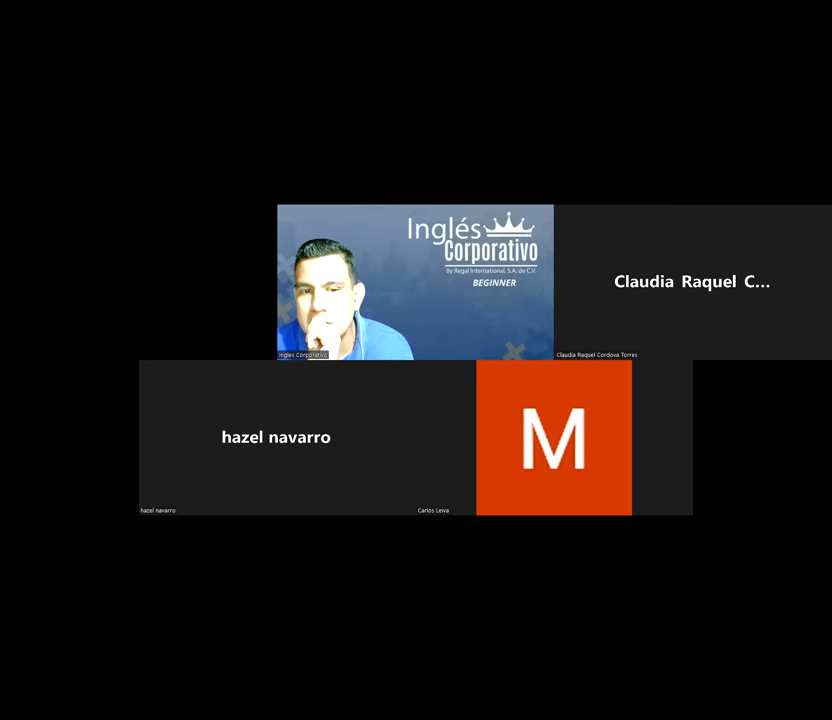 Inglés
Corporativo
By Regal International, S.A. de C.V.
BEGINNER
Ingles Corporativo
Claudia Raquel C...
Claudia Raquel Cordova Torres
hazel navarro
hazel navarro
M
Carlos Leiva